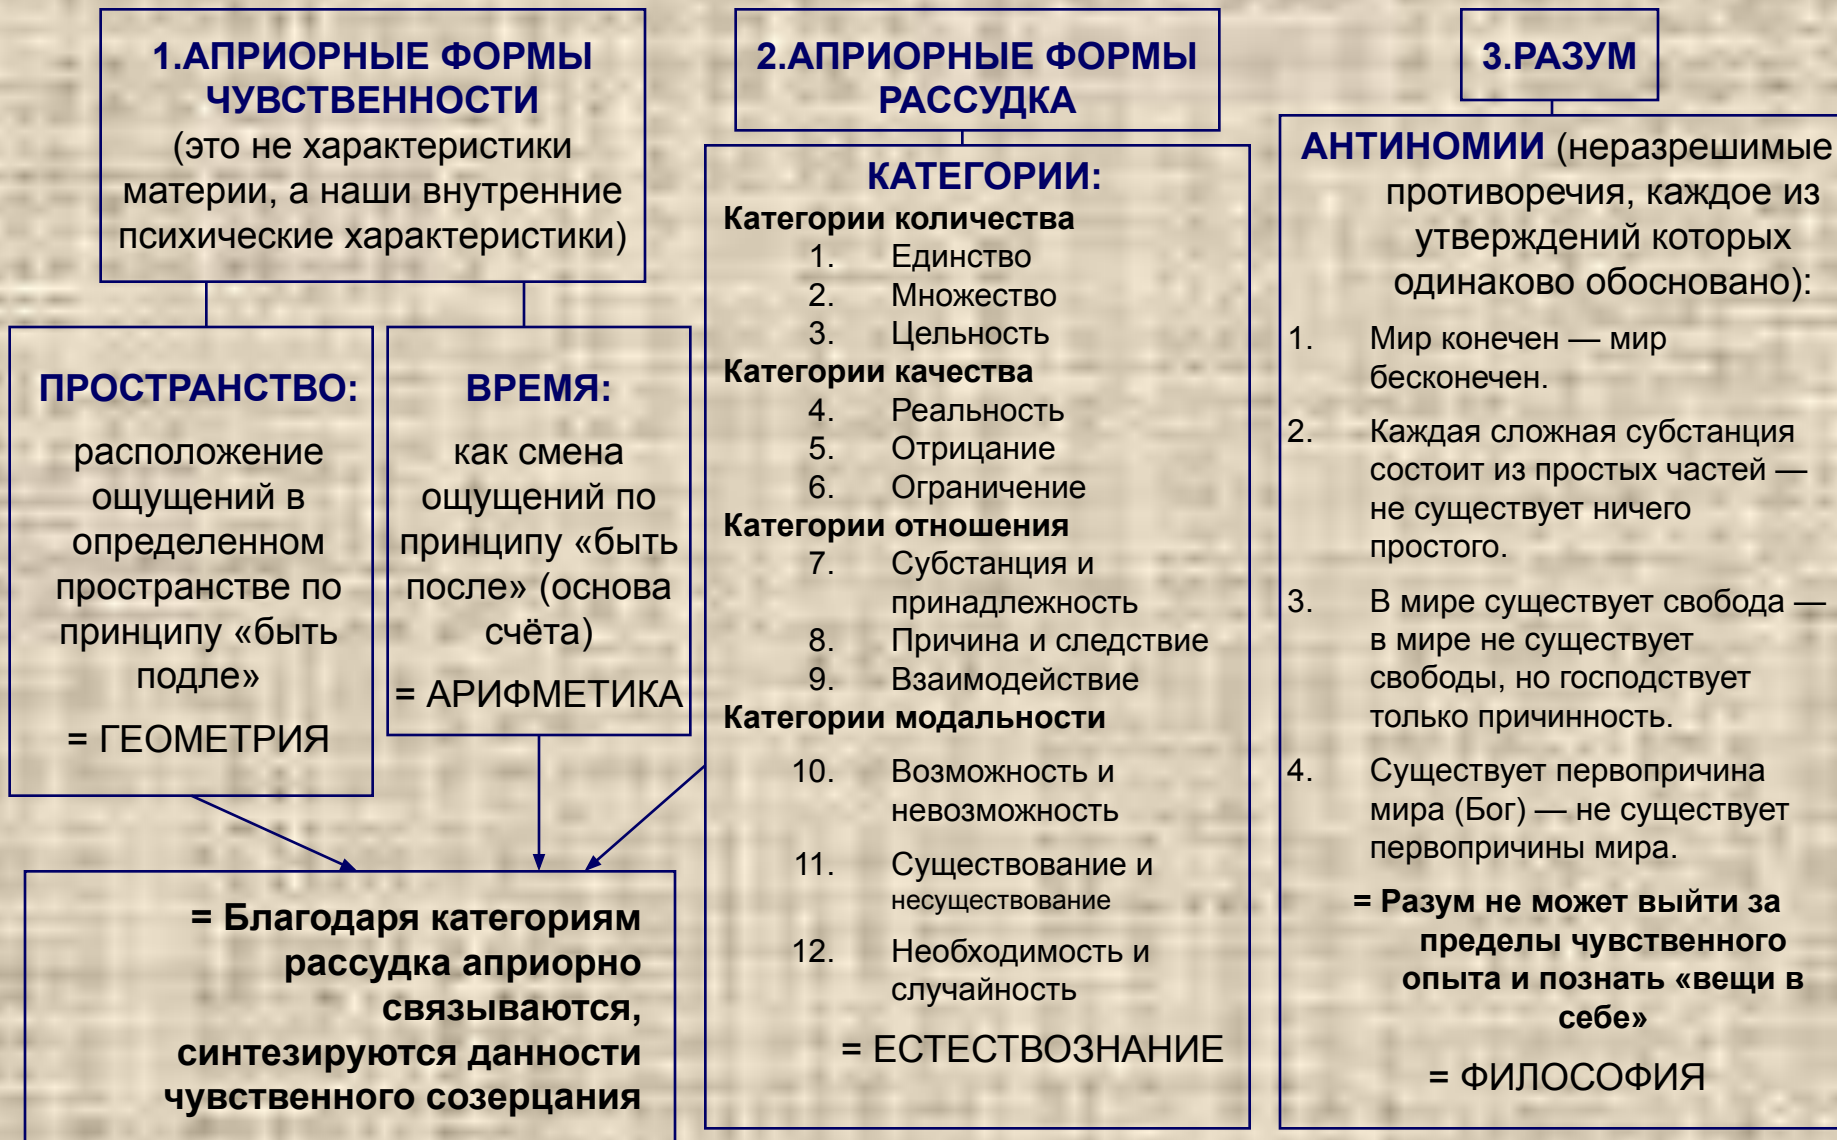 1.АПРИОРНЫЕ ФОРМЫ
ЧУВСТВЕННОСТИ
(это не характеристики
материи, а наши внутренние
психические характеристики)
ПРОСТРАНСТВО:
расположение
ощущений в
определенном
пространстве по
принципу «быть
подле»
= ГЕОМЕТРИЯ
ВРЕМЯ:
как смена
ощущений по
принципу «быть
после» (основа
счёта)
= АРИФМЕТИКА
= Благодаря категориям
рассудка априорно
связываются,
синтезируются данности
чувственного созерцания
2.АПРИОРНЫЕ ФОРМЫ
РАССУДКА
КАТЕГОРИИ:
Категории количества
1. Единство
2. Множество
3. Цельность
Категории качества
4. Реальность
5. Отрицание
6. Ограничение
Категории отношения
7. Субстанция и
принадлежность
8. Причина и следствие
9. Взаимодействие
Категории модальности
10. Возможность и
невозможность
11. Существование и
несуществование
12. Необходимость и
случайность
= ЕСТЕСТВОЗНАНИЕ
3.РАЗУМ
АНТИНОМИИ (неразрешимые
противоречия, каждое из
утверждений которых
одинаково обосновано):
1. Мир конечен — мир
бесконечен.
2. Каждая сложная субстанция
состоит из простых частей —
не существует ничего
простого.
3. В мире существует свобода —
в мире не существует
свободы, но господствует
только причинность.
4. Существует первопричина
мира (Бог) — не существует
первопричины мира.
= Разум не может выйти за
пределы чувственного
опыта и познать «вещи в
себе»
= ФИЛОСОФИЯ